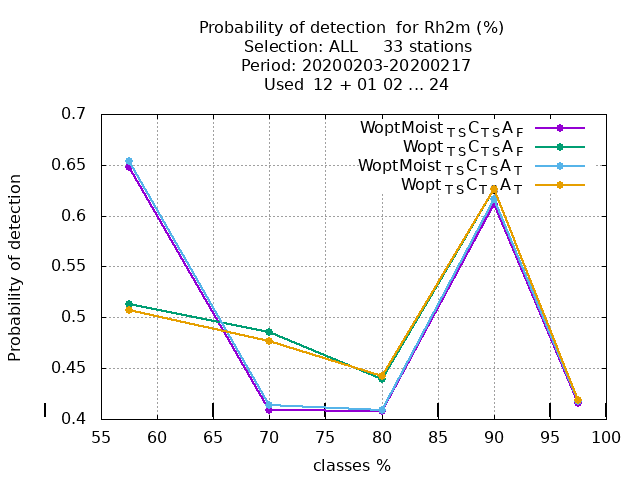 Probability of detection for Rh2m (%)
Selection: ALL 33 stations
Period: 20200203-20200217
Used 12 + 01 02 ... 24
WoptMoist TS C TS A F
Wopt TS C TS A F
WoptMoist TS C TS A T
Wopt TS C TS A T
Probability of detection
0.7
0.65
0.6
0.55
0.5
0.45
0.4
55 60 65 70 75 80 85 90 95 100
classes %